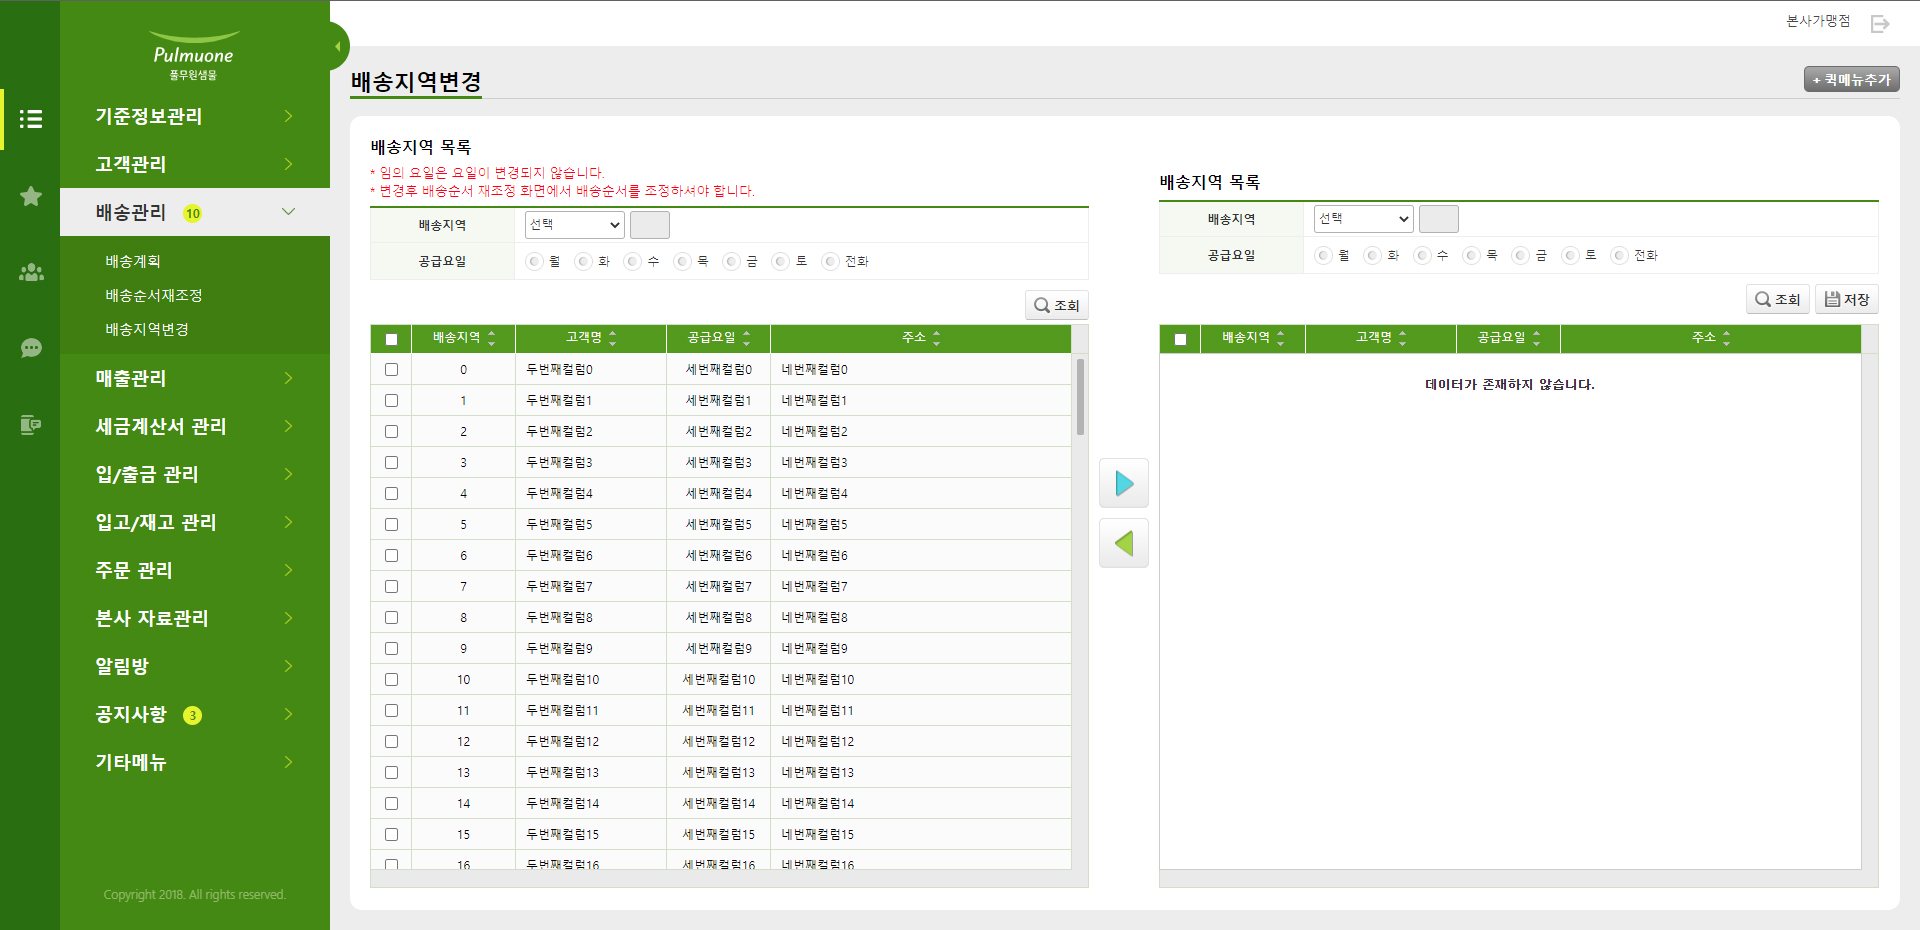 본사가맹점
Pulmuone
풀무원샘물
기준정보관리
고객관리
배송관리 10
배송계획
배송순서재조정
배송지역변경
매출관리
세금계산서 관리
입/출금 관리
입고/재고 관리
주문 관리
본사 자료관리
알림방
공지사항 3
기타메뉴
Copyright 2018. All rights reserved.
배송지역변경
+ 퀵메뉴추가
배송지역 목록
* 임의 요일은 요일이 변경되지 않습니다.
* 변경후 배송순서 재조정 화면에서 배송순서를 조정하셔야 합니다.
배송지역 선택
공급요일 월 화 수 목 금 토 전화
조회
배송지역 고객명 공급요일 주소
0 두번째컬럼0 세번째컬럼0 네번째컬럼0
1 두번째컬럼1 세번째컬럼1 네번째컬럼1
2 두번째컬럼2 세번째컬럼2 네번째컬럼2
3 두번째컬럼3 세번째컬럼3 네번째컬럼3
4 두번째컬럼4 세번째컬럼4 네번째컬럼4
5 두번째컬럼5 세번째컬럼5 네번째컬럼5
6 두번째컬럼6 세번째컬럼6 네번째컬럼6
7 두번째컬럼7 세번째컬럼7 네번째컬럼7
8 두번째컬럼8 세번째컬럼8 네번째컬럼8
9 두번째컬럼9 세번째컬럼9 네번째컬럼9
10 두번째컬럼10 세번째컬럼10 네번째컬럼10
11 두번째컬럼11 세번째컬럼11 네번째컬럼11
12 두번째컬럼12 세번째컬럼12 네번째컬럼12
13 두번째컬럼13 세번째컬럼13 네번째컬럼13
14 두번째컬럼14 세번째컬럼14 네번째컬럼14
15 두번째컬럼15 세번째컬럼15 네번째컬럼15
16 두번째컬럼16 세번째컬럼16 네번째컬럼16
배송지역 목록
배송지역 선택
공급요일 월 화 수 목 금 토 전화
조회 저장
배송지역 고객명 공급요일 주소
데이터가 존재하지 않습니다.